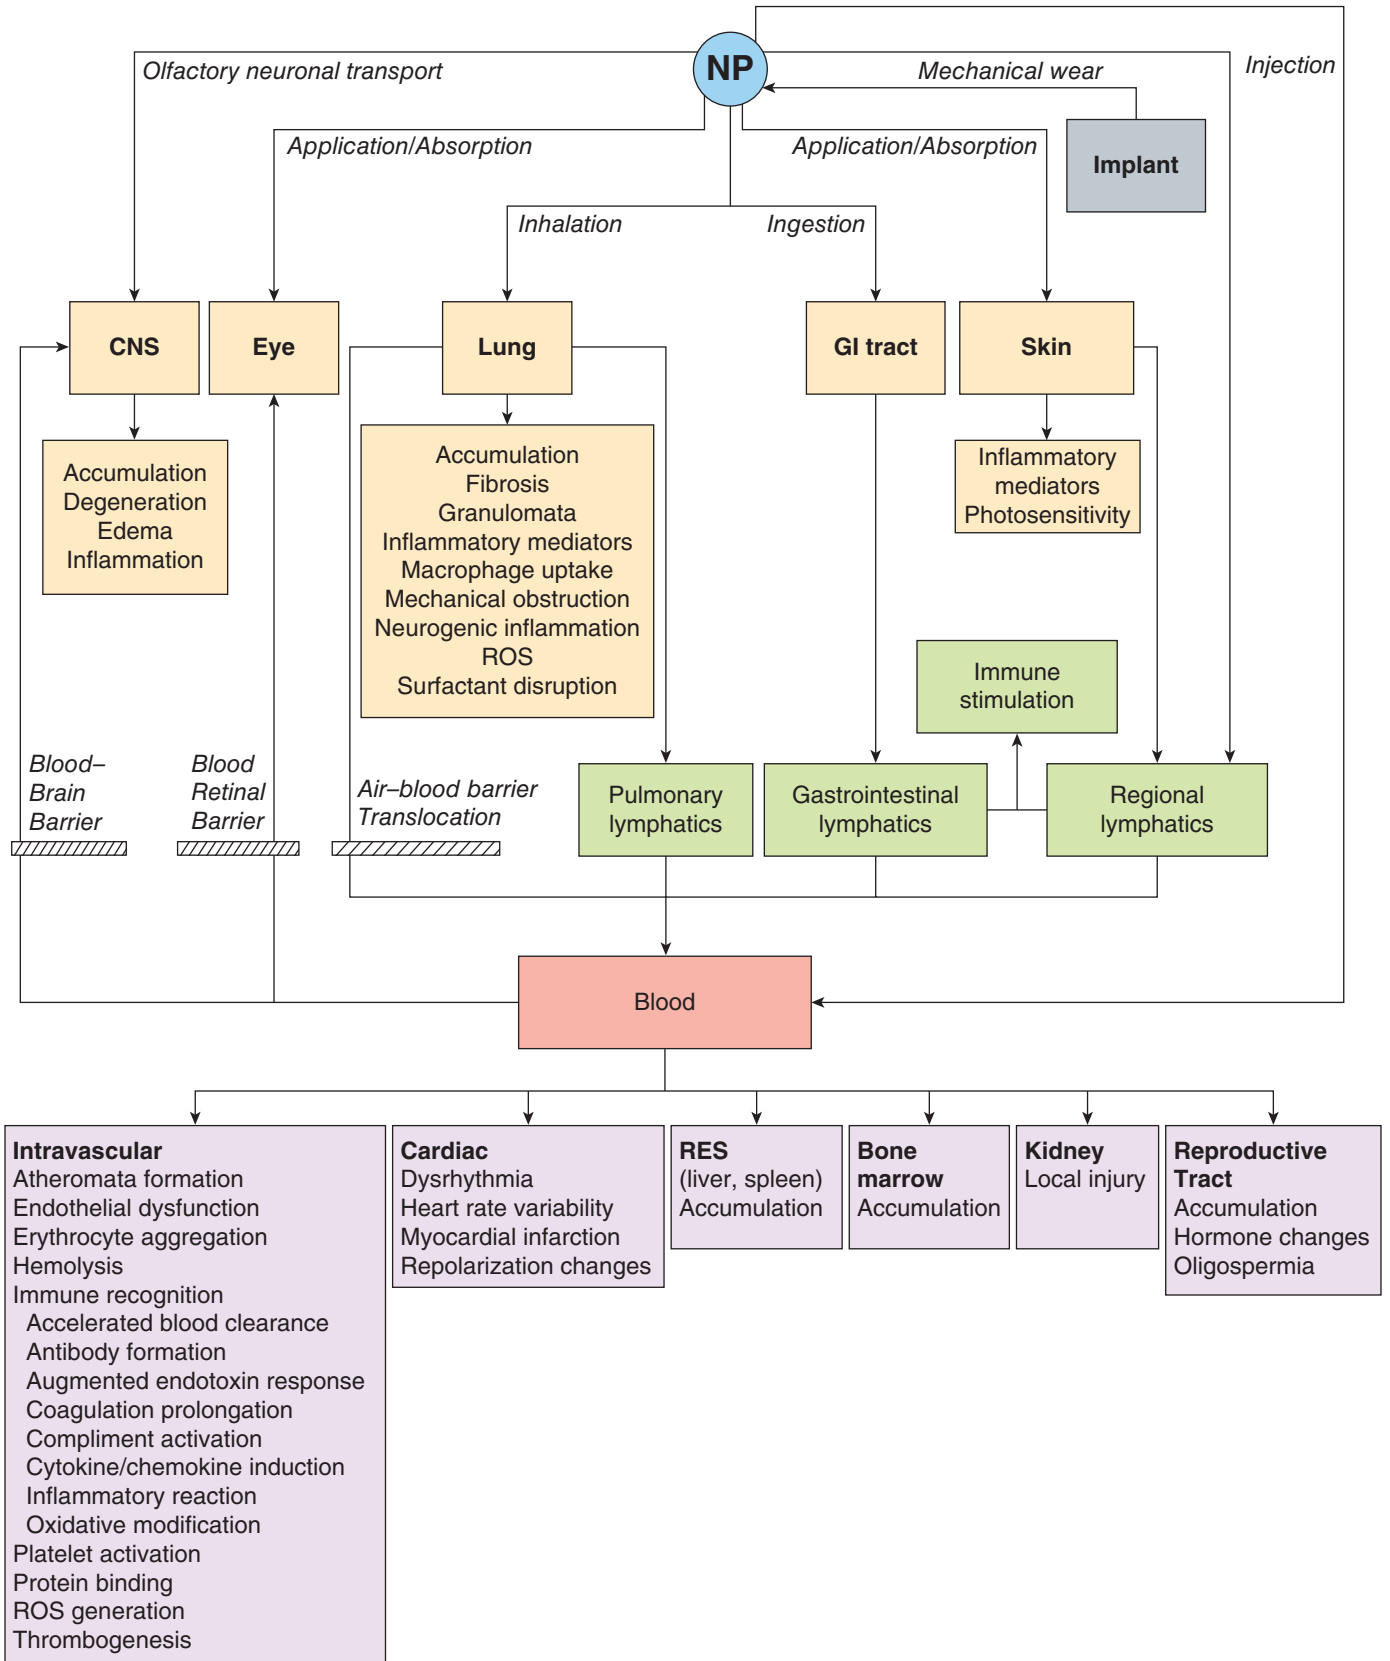 NP
Olfactory neuronal transport
Mechanical wear
Injection
Application/Absorption
Application/Absorption
Implant
Inhalation
Ingestion
CNS
Eye
Lung
GI tract
Skin
Accumulation
Degeneration
Edema
Inflammation
Accumulation
Fibrosis
Granulomata
Inflammatory mediators
Macrophage uptake
Mechanical obstruction
Neurogenic inflammation
ROS
Surfactant disruption
Inflammatory
mediators
Photosensitivity
Immune
stimulation
Blood–
Brain
Barrier
Blood
Retinal
Barrier
Air–blood barrier
Translocation
Pulmonary
lymphatics
Gastrointestinal
lymphatics
Regional
lymphatics
Blood
Intravascular
Atheromata formation
Endothelial dysfunction
Erythrocyte aggregation
Hemolysis
Immune recognition
Accelerated blood clearance
Antibody formation
Augmented endotoxin response
Coagulation prolongation
Compliment activation
Cytokine/chemokine induction
Inflammatory reaction
Oxidative modification
Platelet activation
Protein binding
ROS generation
Thrombogenesis
Cardiac
Dysrhythmia
Heart rate variability
Myocardial infarction
Repolarization changes
RES
(liver, spleen)
Accumulation
Bone
marrow
Accumulation
Kidney
Local injury
Reproductive
Tract
Accumulation
Hormone changes
Oligospermia